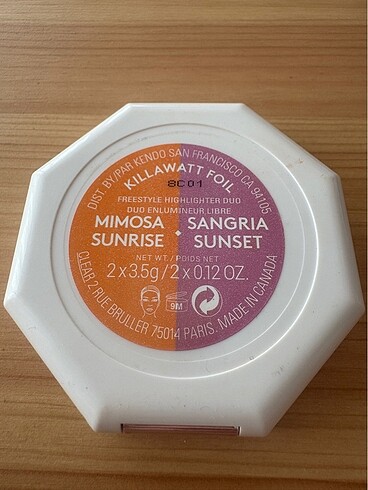 DIST. BY/PAR KENDO SAN FRANCISCO CA 94105
KILLAWATT FOIL
8C01
FREESTYLE HIGHLIGHTER DUO
DUO ENLUMINEUR LIBRE
MIMOSA SUNRISE • SANGRIA SUNSET
NET WT. / POIDS NET
2 x 3.5g / 2 x 0.12 OZ.
9M
CLEAR 2 RUE BRULLER 75014 PARIS. MADE IN CANADA